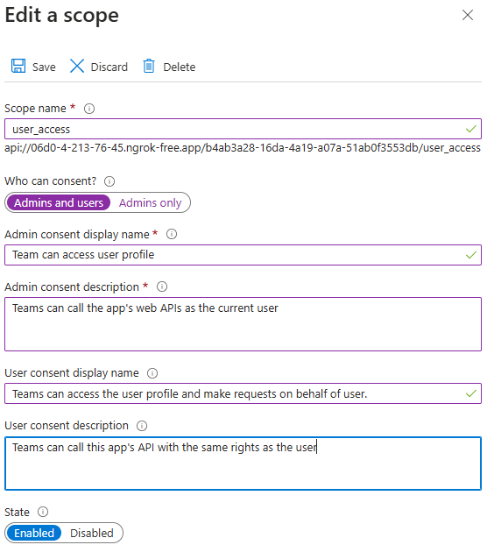 Edit a scope
Save Discard Delete
Scope name *
user_access
api://06d0-4-213-76-45.ngrok-free.app/b4ab3a28-16da-4a19-a07a-51ab0f3553db/user_access
Who can consent?
Admins and users Admins only
Admin consent display name *
Team can access user profile
Admin consent description *
Teams can call the app's web APIs as the current user
User consent display name
Teams can access the user profile and make requests on behalf of user.
User consent description
Teams can call this app's API with the same rights as the user
State
Enabled Disabled